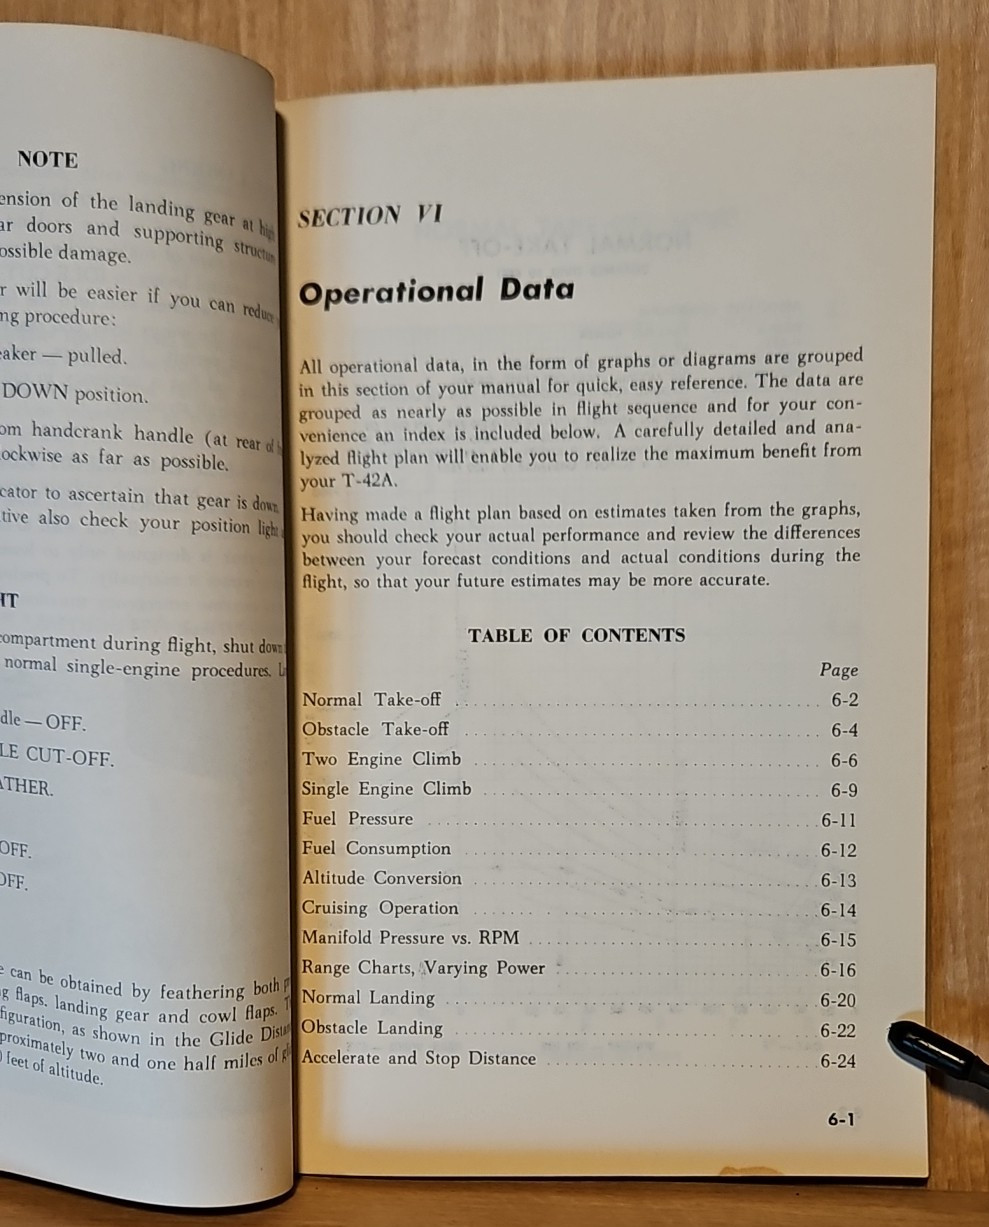 NOTE
ension of the landing gear at high
ar doors and supporting structure
ossible damage.
r will be easier if you can reduce
ng procedure:
eaker — pulled.
DOWN position.
om handcrank handle (at rear of
ockwise as far as possible.
cator to ascertain that gear is down.
tive also check your position light
HT
compartment during flight, shut down
normal single-engine procedures.
dle — OFF.
LE CUT-OFF.
ATHER.
OFF.
OFF.
e can be obtained by feathering both
g flaps, landing gear and cowl flaps.
figuration, as shown in the Glide
proximately two and one half miles of
feet of altitude.
SECTION VI
NORMAL TAKE-OFF
Operational Data
All operational data, in the form of graphs or diagrams are grouped
in this section of your manual for quick, easy reference. The data are
grouped as nearly as possible in flight sequence and for your con-
venience an index is included below. A carefully detailed and ana-
lyzed flight plan will enable you to realize the maximum benefit from
your T-42A.
Having made a flight plan based on estimates taken from the graphs,
you should check your actual performance and review the differences
between your forecast conditions and actual conditions during the
flight, so that your future estimates may be more accurate.
TABLE OF CONTENTS
Page
Normal Take-off 6-2
Obstacle Take-off 6-4
Two Engine Climb 6-6
Single Engine Climb 6-9
Fuel Pressure 6-11
Fuel Consumption 6-12
Altitude Conversion 6-13
Cruising Operation 6-14
Manifold Pressure vs. RPM 6-15
Range Charts, Varying Power 6-16
Normal Landing 6-20
Obstacle Landing 6-22
Accelerate and Stop Distance 6-24
6-1